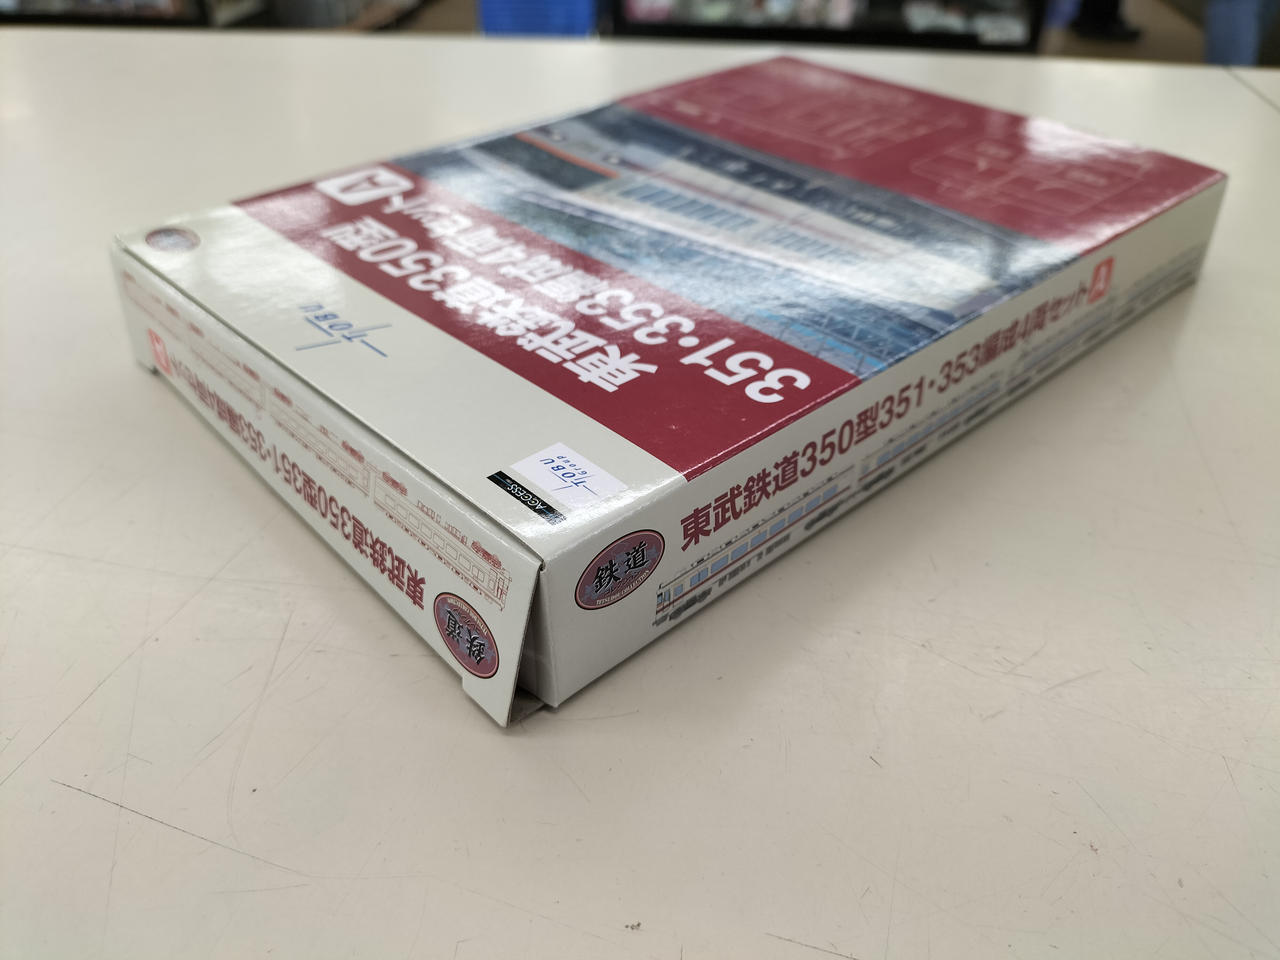 東武鉄道350型
351・353編成4両セット A
TOBU
TOBU
Group
ACCESS
鉄道
TETSUDOU COLLECTION
東武鉄道350型351・353編成4両セット A
鉄道
東武鉄道350型351・353編成4両セット A